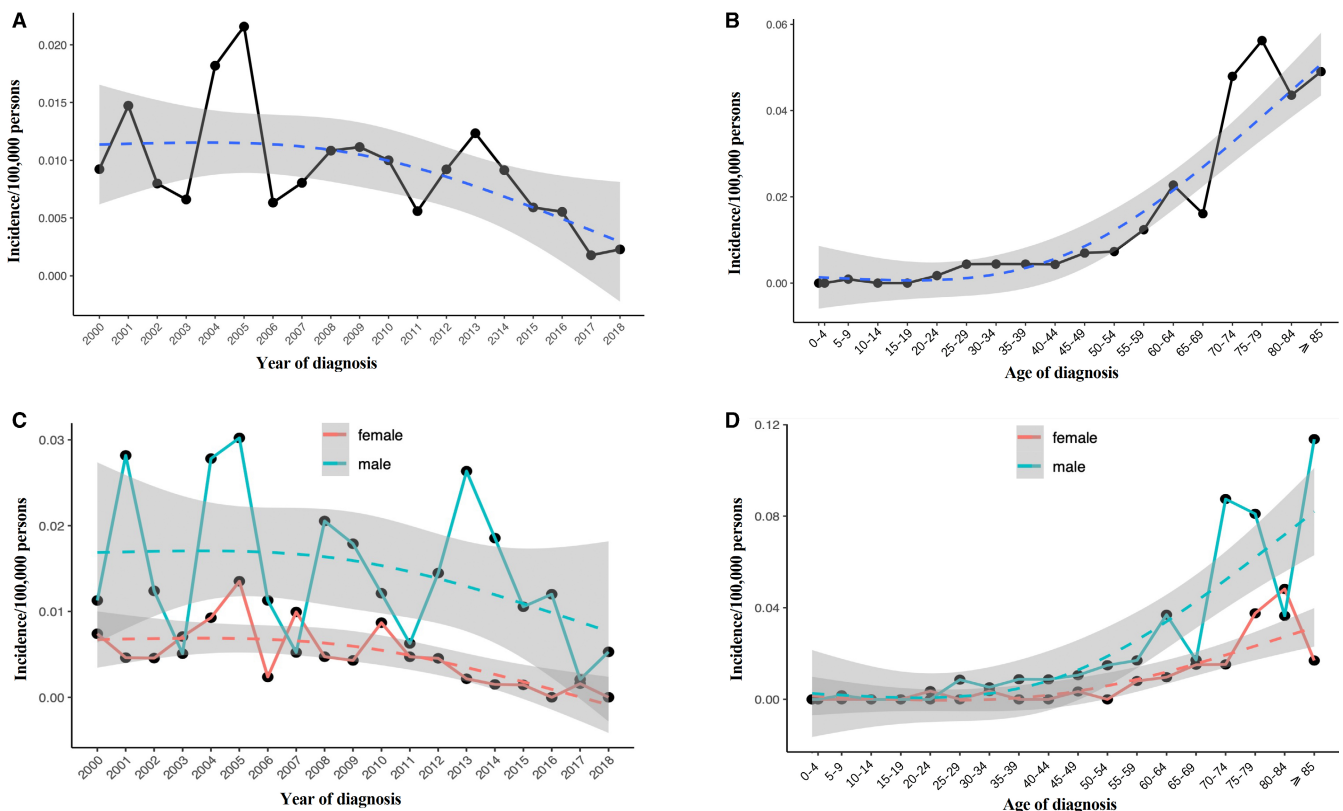 A
Incidence/100,000 persons
0.020
0.015
0.010
0.005
0.000
2000 2001 2002 2003 2004 2005 2006 2007 2008 2009 2010 2011 2012 2013 2014 2015 2016 2017 2018
Year of diagnosis
B
Incidence/100,000 persons
0.06
0.04
0.02
0.00
0-4 5-9 10-14 15-19 20-24 25-29 30-34 35-39 40-44 45-49 50-54 55-59 60-64 65-69 70-74 75-79 80-84 ≥ 85
Age of diagnosis
C
Incidence/100,000 persons
0.03
0.02
0.01
0.00
female
male
2000 2001 2002 2003 2004 2005 2006 2007 2008 2009 2010 2011 2012 2013 2014 2015 2016 2017 2018
Year of diagnosis
D
Incidence/100,000 persons
0.12
0.08
0.04
0.00
female
male
0-4 5-9 10-14 15-19 20-24 25-29 30-34 35-39 40-44 45-49 50-54 55-59 60-64 65-69 70-74 75-79 80-84 ≥ 85
Age of diagnosis